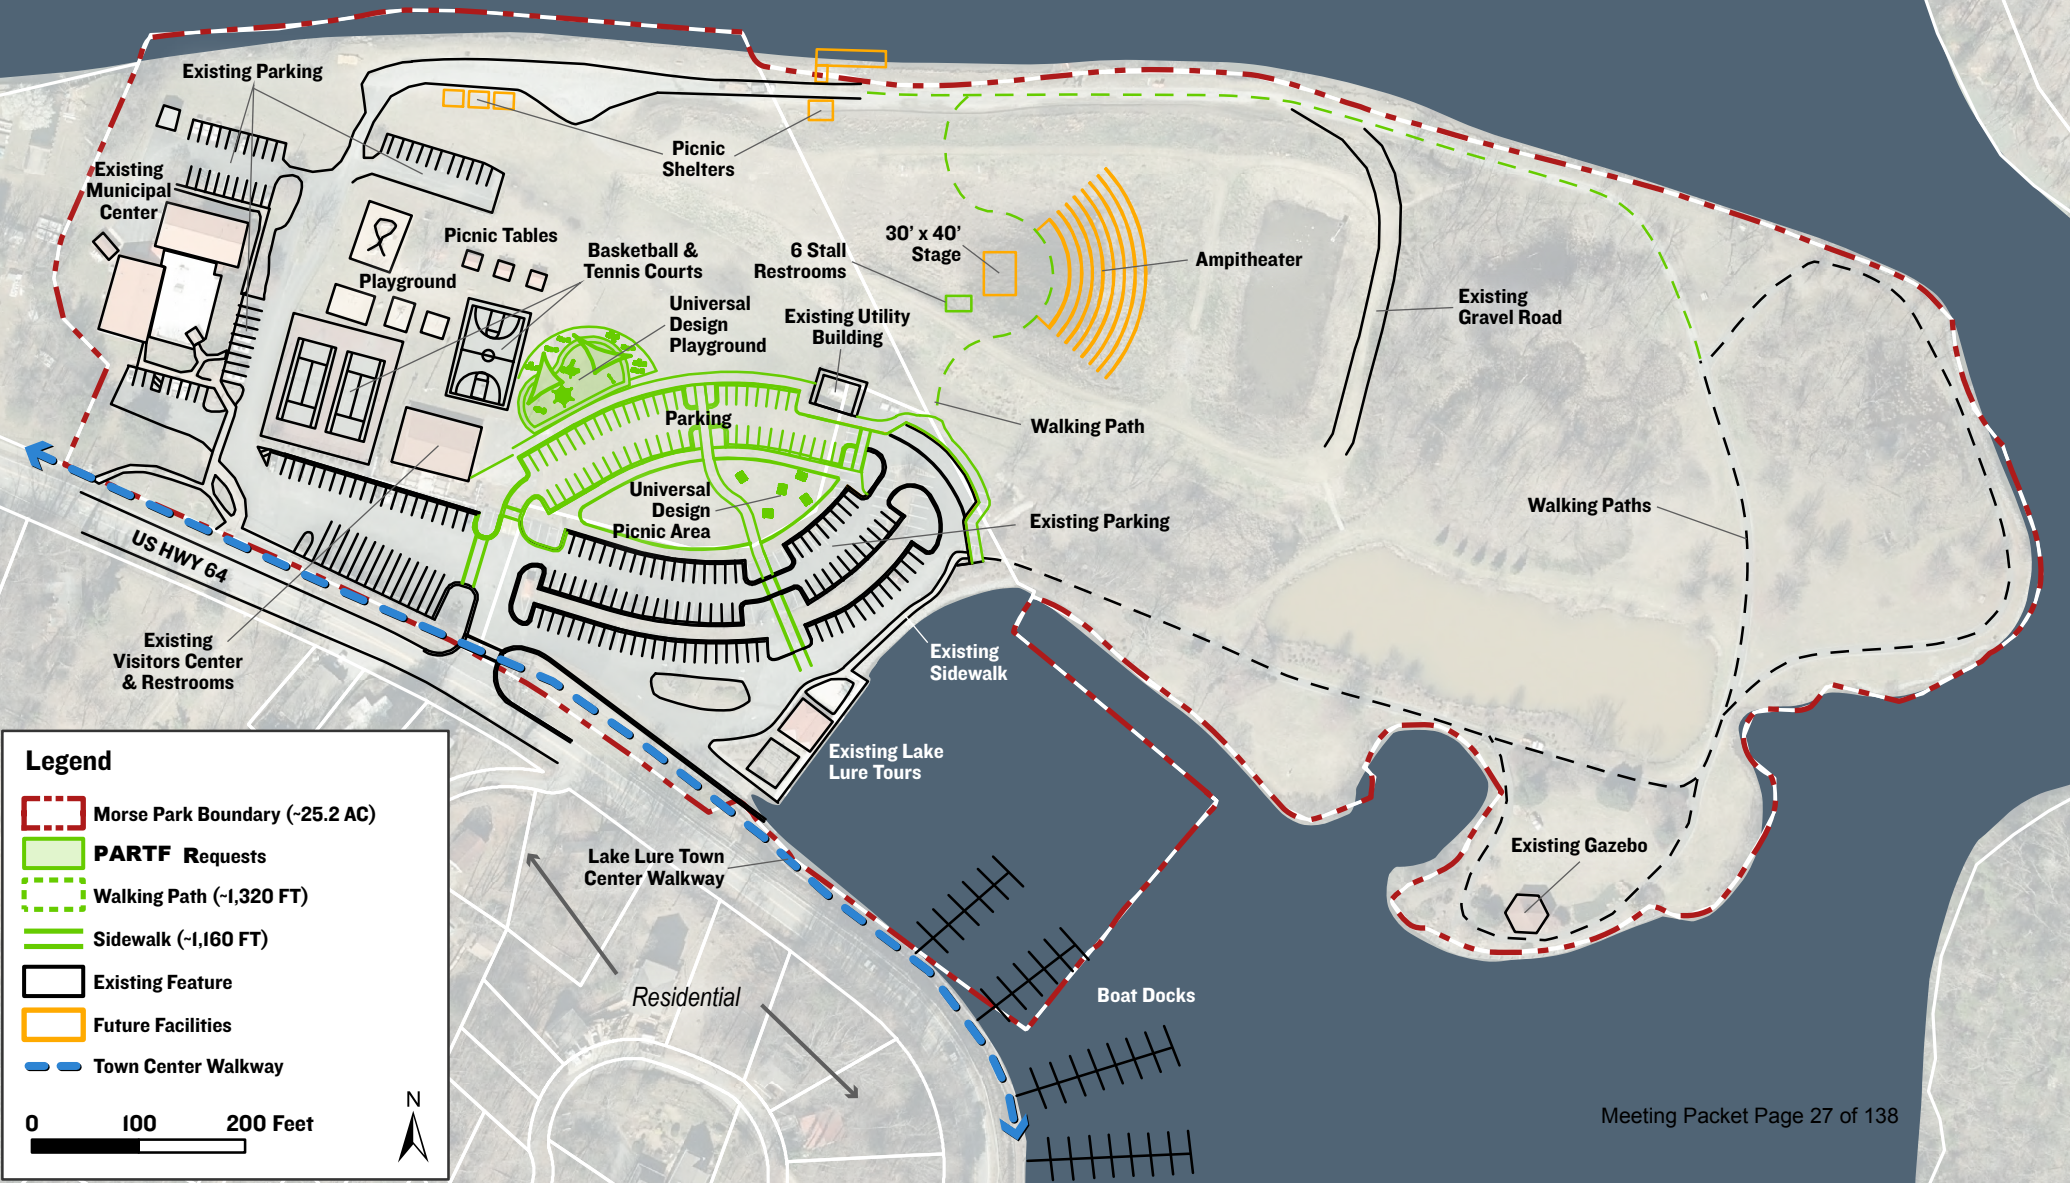 Existing Parking
Existing
Municipal
Center
Picnic
Shelters
Picnic Tables
Playground
Basketball &
Tennis Courts
Universal
Design
Playground
6 Stall
Restrooms
30’ x 40’
Stage
Ampitheater
Existing Utility
Building
Existing
Gravel Road
Parking
Walking Path
Universal
Design
Picnic Area
Existing Parking
Walking Paths
US HWY 64
Existing
Visitors Center
& Restrooms
Existing
Sidewalk
Existing Lake
Lure Tours
Lake Lure Town
Center Walkway
Existing Gazebo
Residential
Boat Docks
Legend
Morse Park Boundary (~25.2 AC)
PARTF Requests
Walking Path (~1,320 FT)
Sidewalk (~1,160 FT)
Existing Feature
Future Facilities
Town Center Walkway
N
0 100 200 Feet
Meeting Packet Page 27 of 138